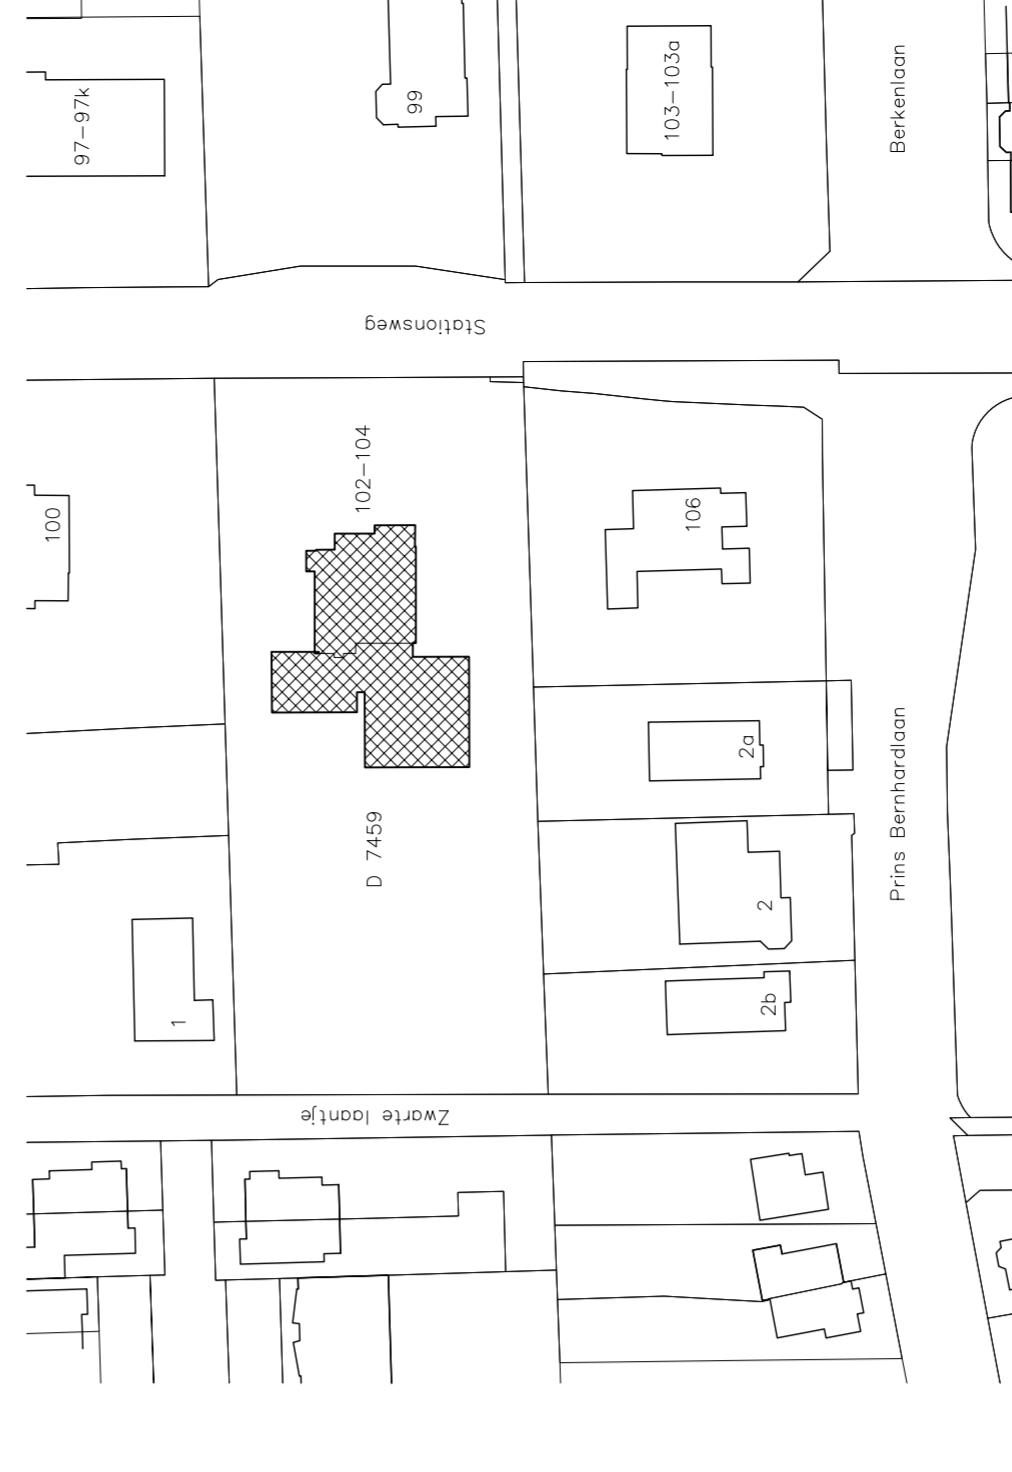 97-97k
99
103-103a
Berkenlaan
Stationsweg
100
102-104
106
2a
D 7459
Prins Bernhardlaan
2
1
2b
Zwarte laantje